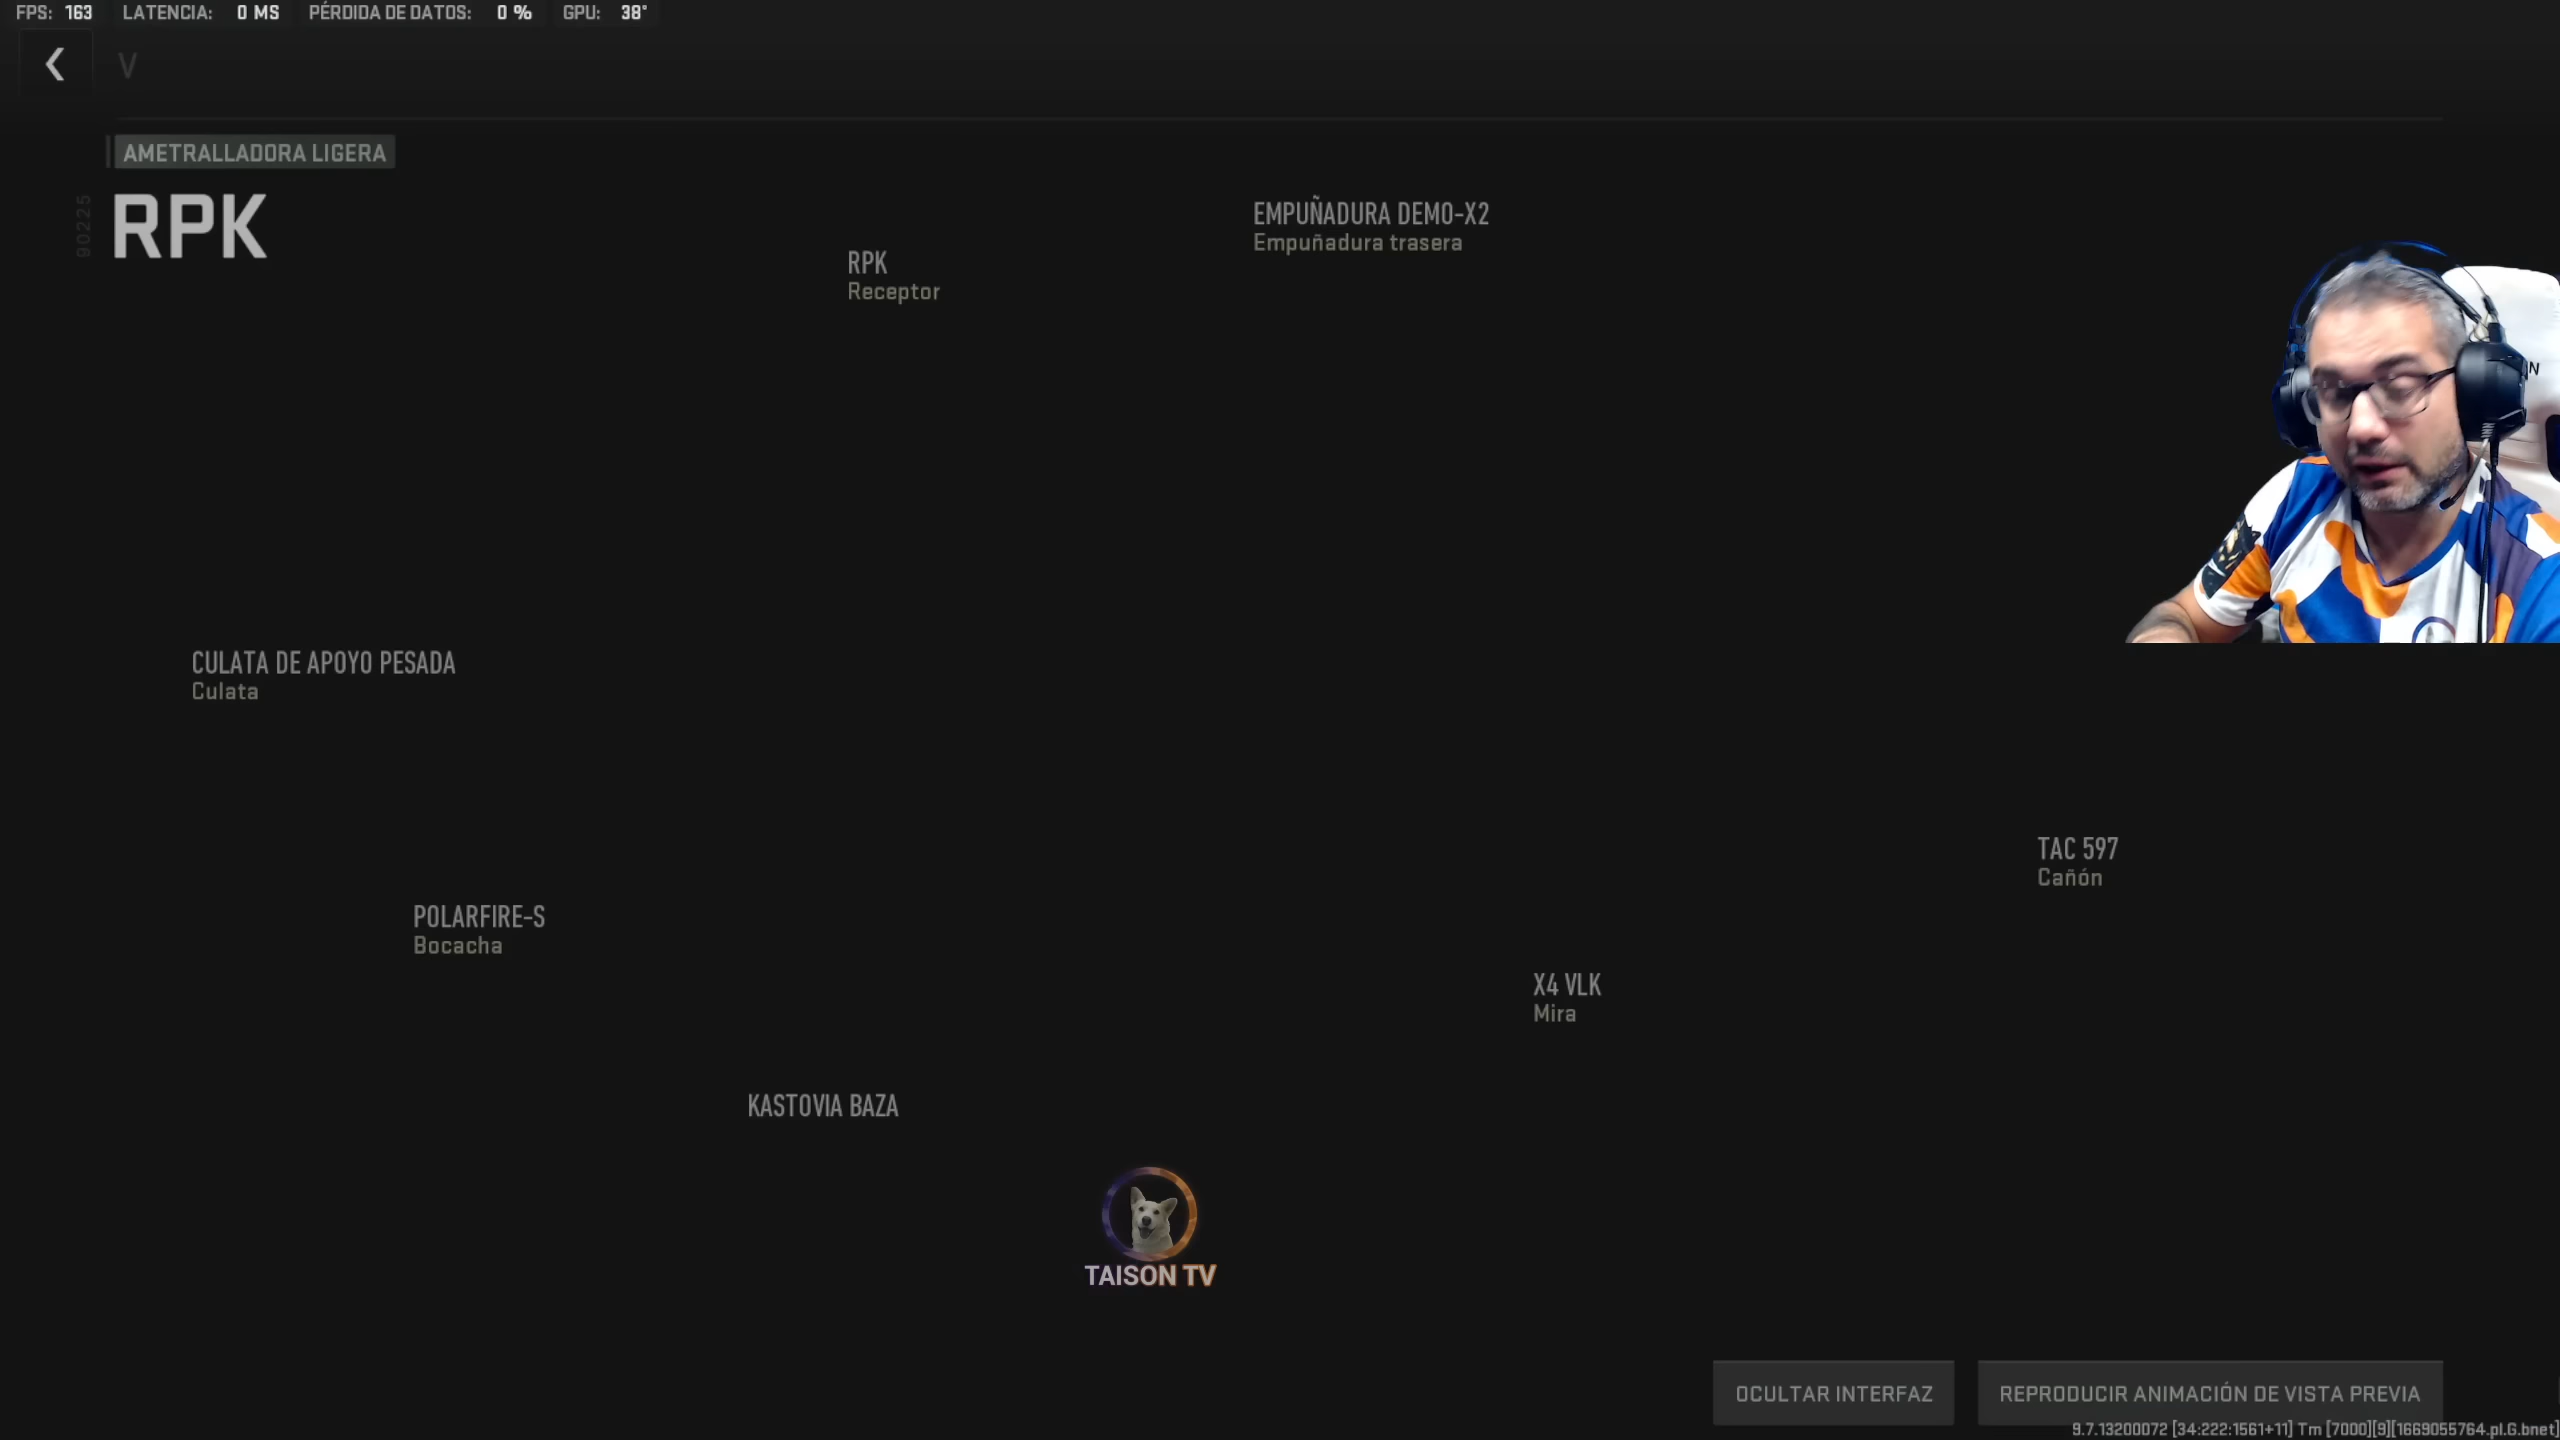 FPS: 163 LATENCIA: 0 MS PÉRDIDA DE DATOS: 0 % GPU: 38°
V
AMETRALLADORA LIGERA
90225
RPK
EMPUÑADURA DEMO-X2
Empuñadura trasera
RPK
Receptor
N
CULATA DE APOYO PESADA
Culata
TAC 597
Cañón
POLARFIRE-S
Bocacha
X4 VLK
Mira
KASTOVIA BAZA
TAISON TV
OCULTAR INTERFAZ
REPRODUCIR ANIMACIÓN DE VISTA PREVIA
9.7.13200072 [34:222:1561+11] Tm [7000][9][1669055764.pl.G.bnet]